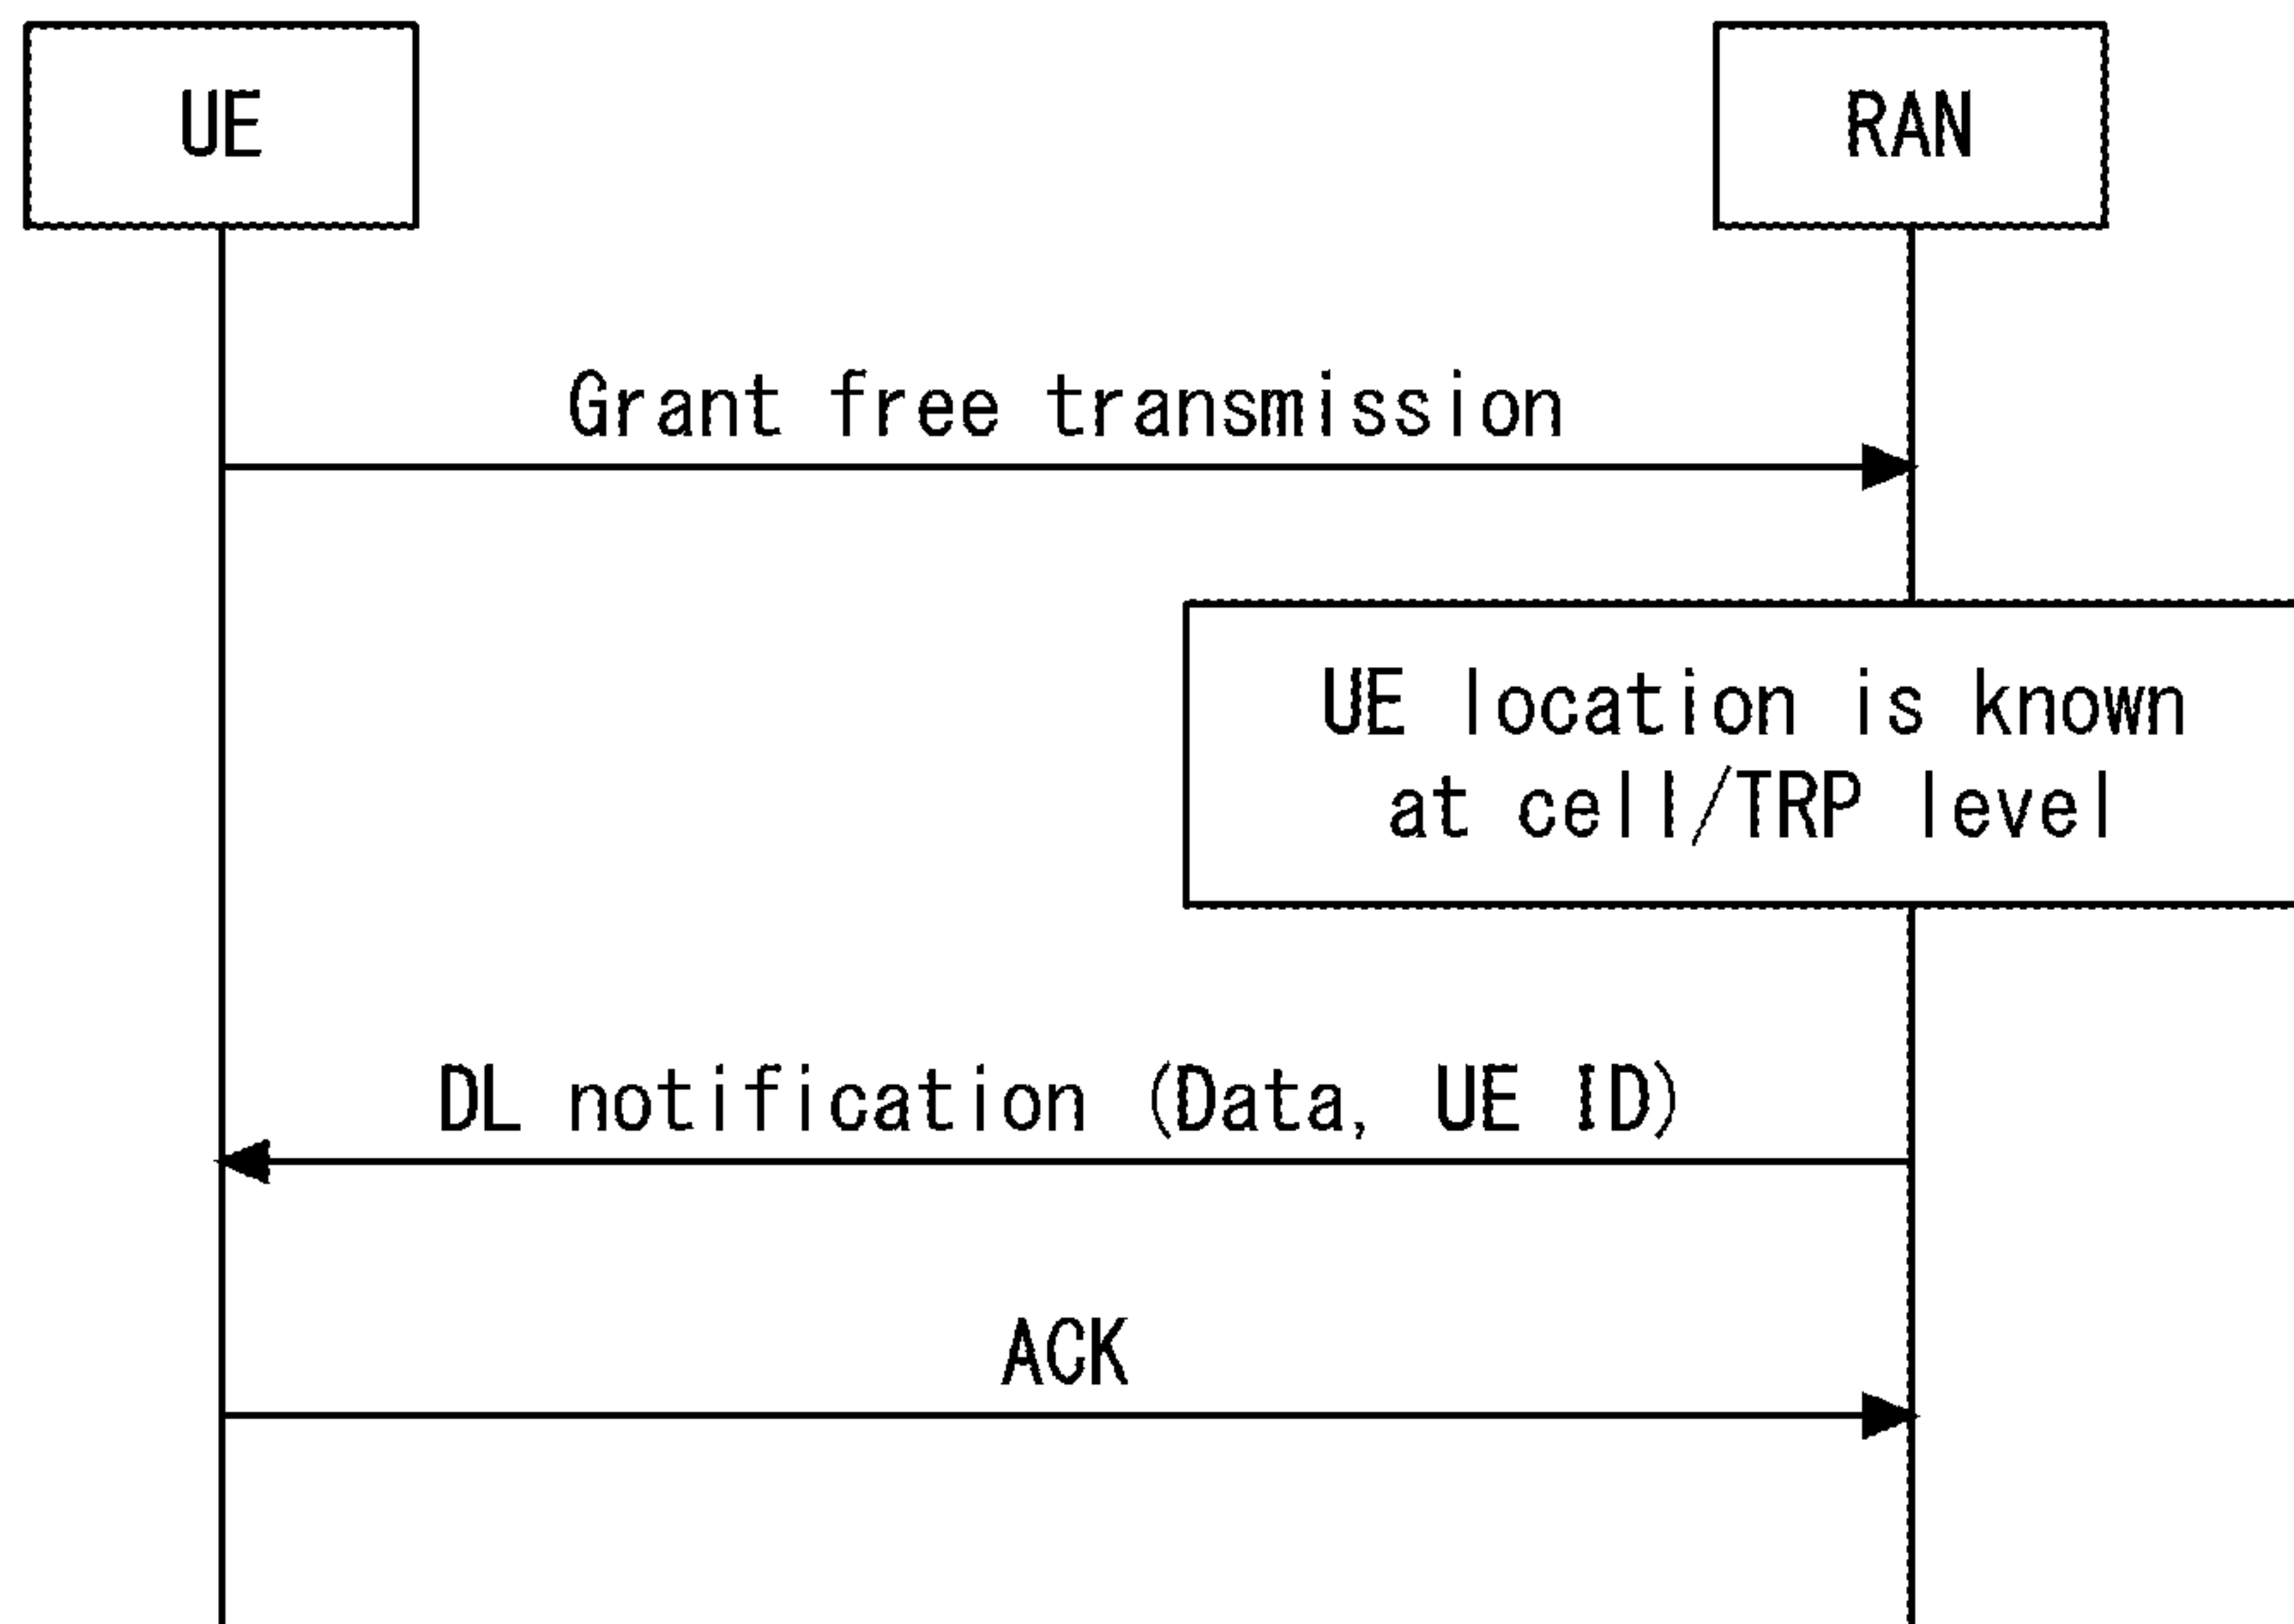 UE
RAN
Grant free transmission
UE location is known
at cell/TRP level
DL notification (Data, UE ID)
ACK